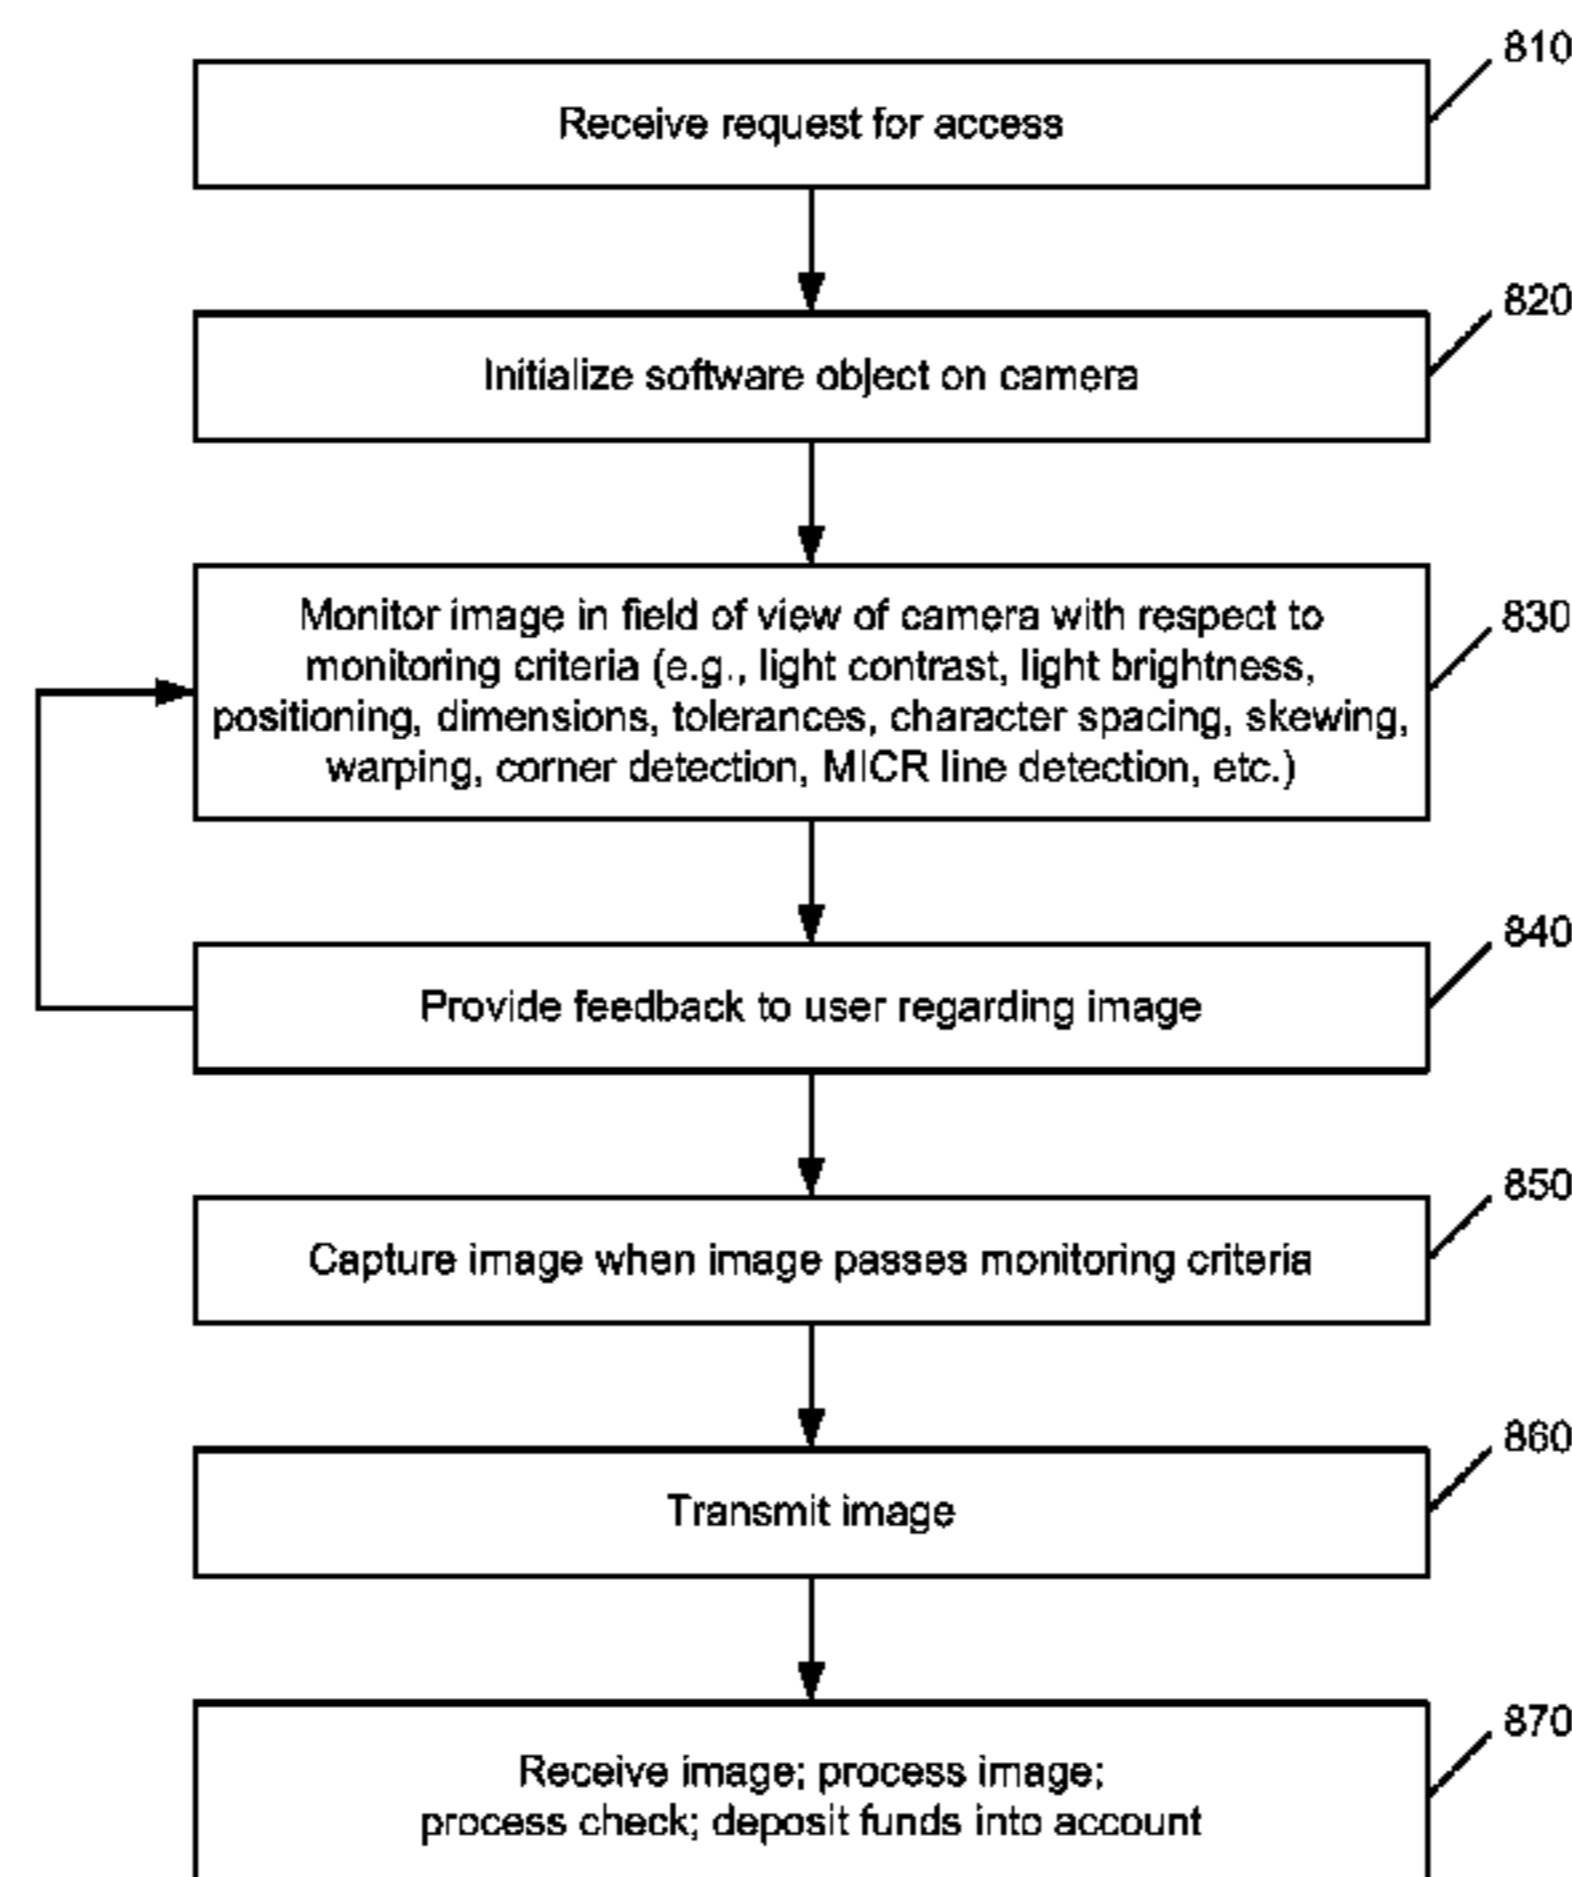 810
Receive request for access
820
Initialize software object on camera
830
Monitor image in field of view of camera with respect to
monitoring criteria (e.g., light contrast, light brightness,
positioning, dimensions, tolerances, character spacing, skewing,
warping, corner detection, MICR line detection, etc.)
840
Provide feedback to user regarding image
850
Capture image when image passes monitoring criteria
860
Transmit image
870
Receive image; process image;
process check; deposit funds into account